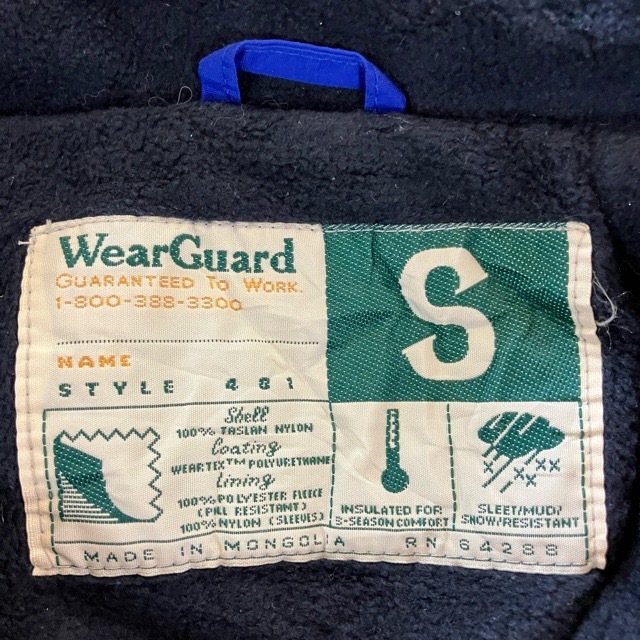 WearGuard
GUARANTEED TO WORK.
1-800-388-3300
S
NAME
STYLE 481
Shell
100% TASLAN NYLON
Coating
WEARTEX™ POLYURETHANE
Lining
100% POLYESTER FLEECE
(PILL RESISTANT)
100% NYLON (SLEEVES)
INSULATED FOR
3-SEASON COMFORT
SLEET/MUD/
SNOW/RESISTANT
MADE IN MONGOLIA RN 64288